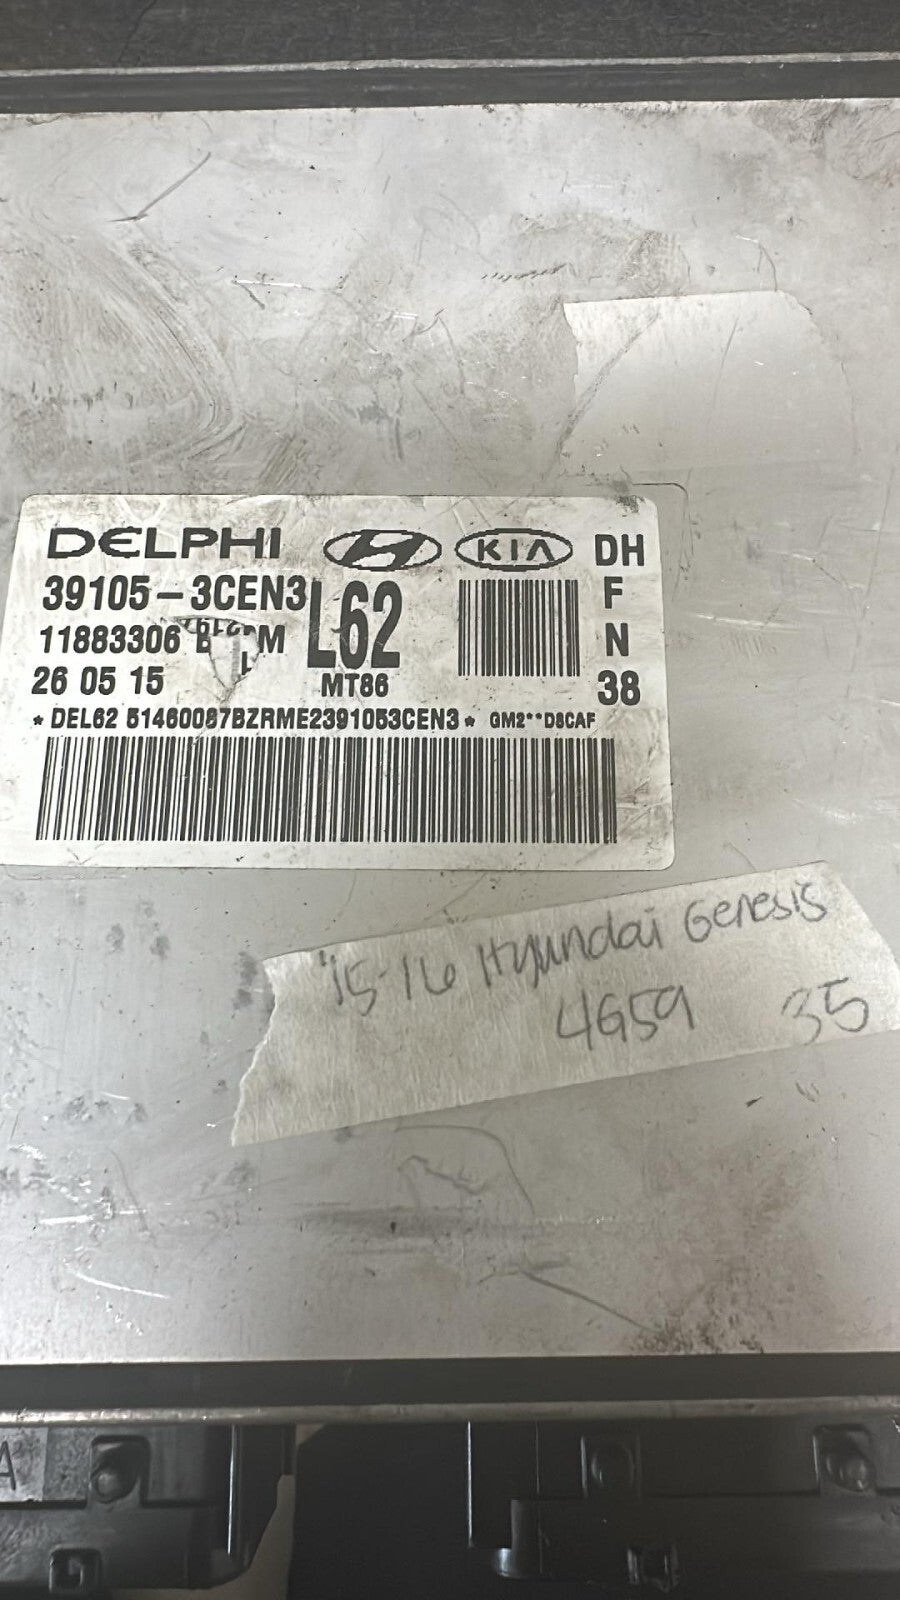 DELPHI KIA DH
39105-3CEN3 L62 F
11883306 M N
26 05 15 MT86 38
* DEL62 51460087BZRME2391053CEN3 * GM2**D8CAF
'15-16 Hyundai Genesis
4G59 35
A